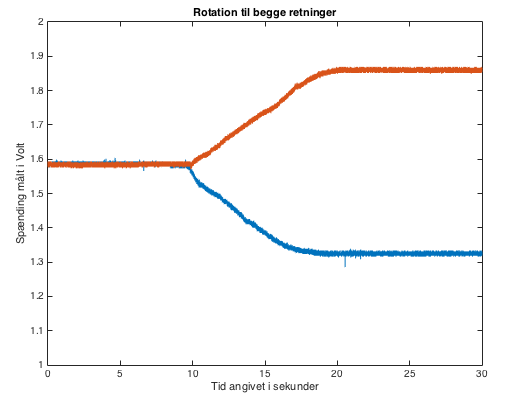 Rotation til begge retninger
2
1.9
1.8
1.7
1.6
1.5
1.4
1.3
1.2
1.1
1
Spænding målt i Volt
0 5 10 15 20 25 30
Tid angivet i sekunder